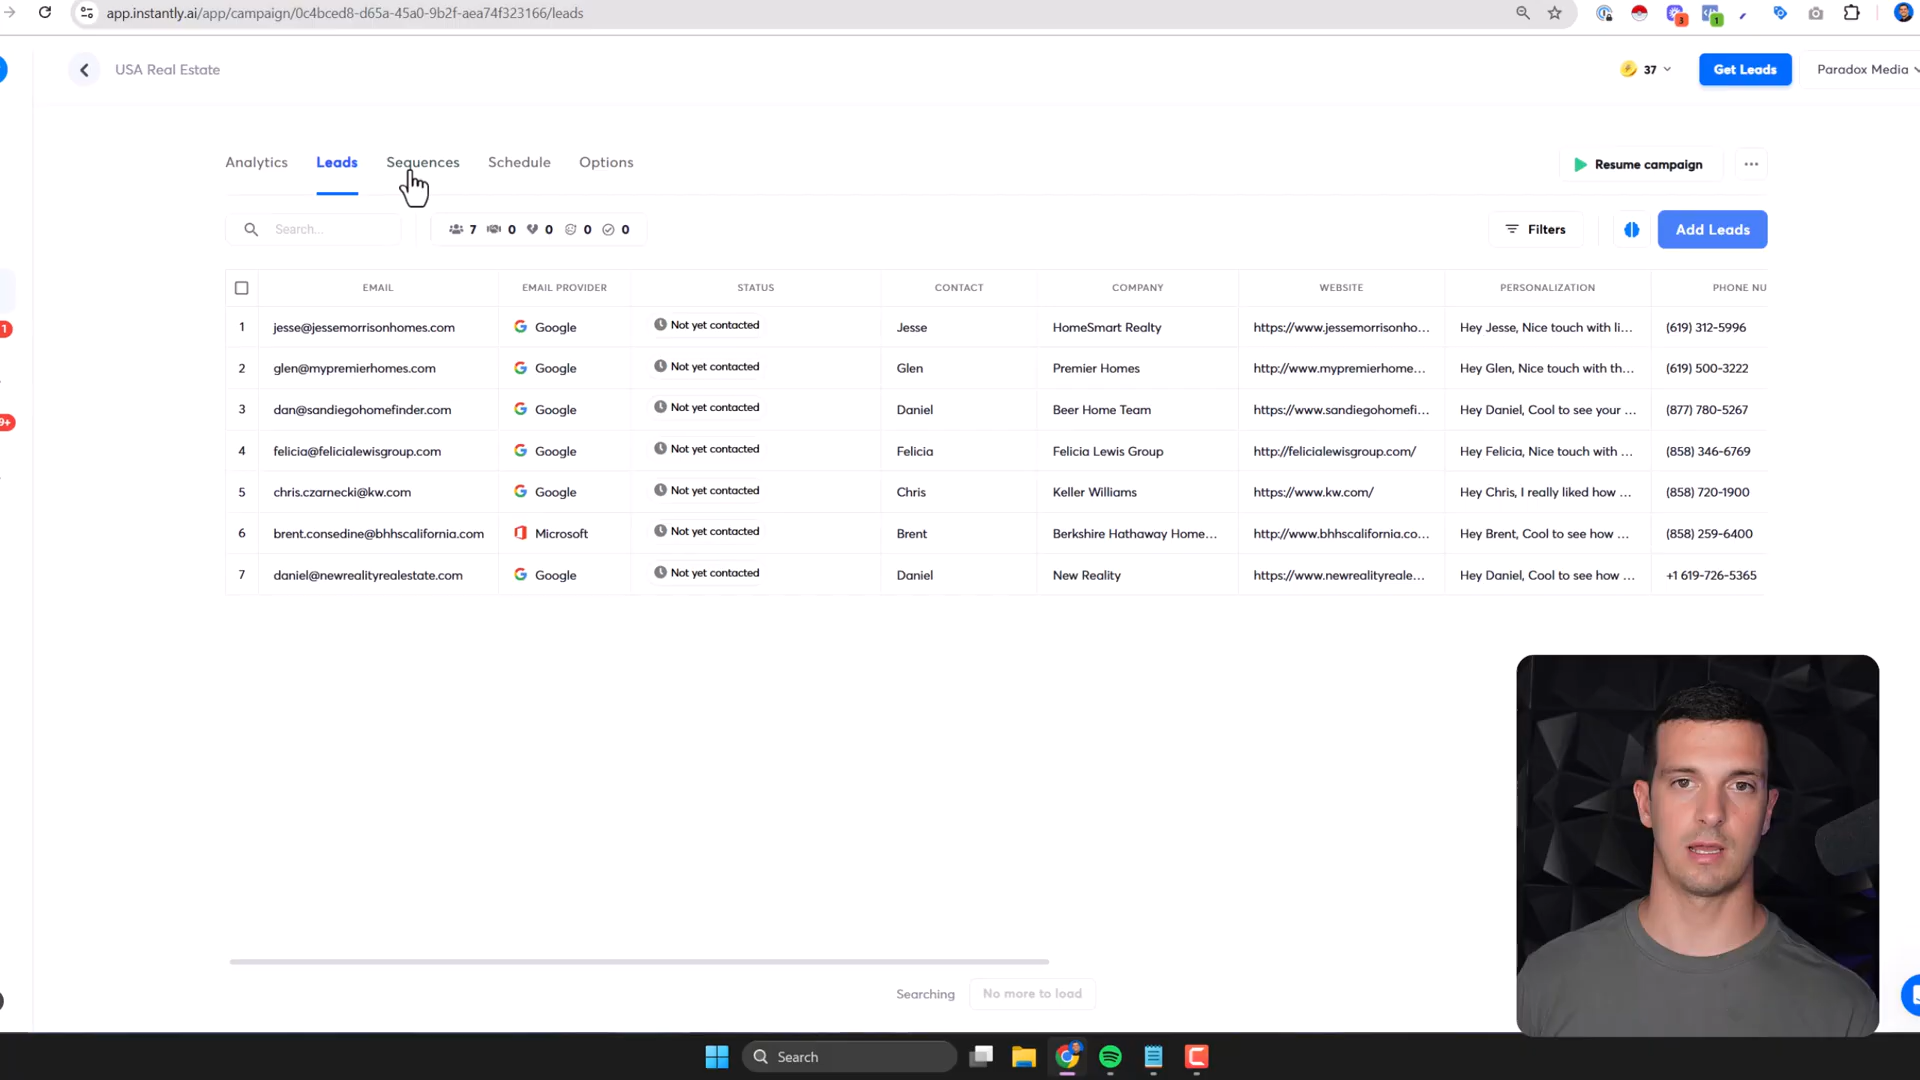 app.instantly.ai/app/campaign/0c4bced8-d65a-45a0-9b2f-aea74f323166/leads
3
1
USA Real Estate
37
Get Leads
Paradox Media
Analytics
Leads
Sequences
Schedule
Options
Resume campaign
Search...
7 0 0 0 0
Filters
Add Leads
EMAIL EMAIL PROVIDER STATUS CONTACT COMPANY WEBSITE PERSONALIZATION PHONE NU
1 jesse@jessemorrisonhomes.com Google Not yet contacted Jesse HomeSmart Realty https://www.jessemorrisonho... Hey Jesse, Nice touch with li... (619) 312-5996
2 glen@mypremierhomes.com Google Not yet contacted Glen Premier Homes http://www.mypremierhome... Hey Glen, Nice touch with th... (619) 500-3222
3 dan@sandiegohomefinder.com Google Not yet contacted Daniel Beer Home Team https://www.sandiegohomefi... Hey Daniel, Cool to see your ... (877) 780-5267
4 felicia@felicialewisgroup.com Google Not yet contacted Felicia Felicia Lewis Group http://felicialewisgroup.com/ Hey Felicia, Nice touch with ... (858) 346-6769
5 chris.czarnecki@kw.com Google Not yet contacted Chris Keller Williams https://www.kw.com/ Hey Chris, I really liked how ... (858) 720-1900
6 brent.consedine@bhhscalifornia.com Microsoft Not yet contacted Brent Berkshire Hathaway Home... http://www.bhhscalifornia.co... Hey Brent, Cool to see how ... (858) 259-6400
7 daniel@newrealityrealestate.com Google Not yet contacted Daniel New Reality https://www.newrealityreale... Hey Daniel, Cool to see how ... +1 619-726-5365
1
9+
Searching
No more to load
Search